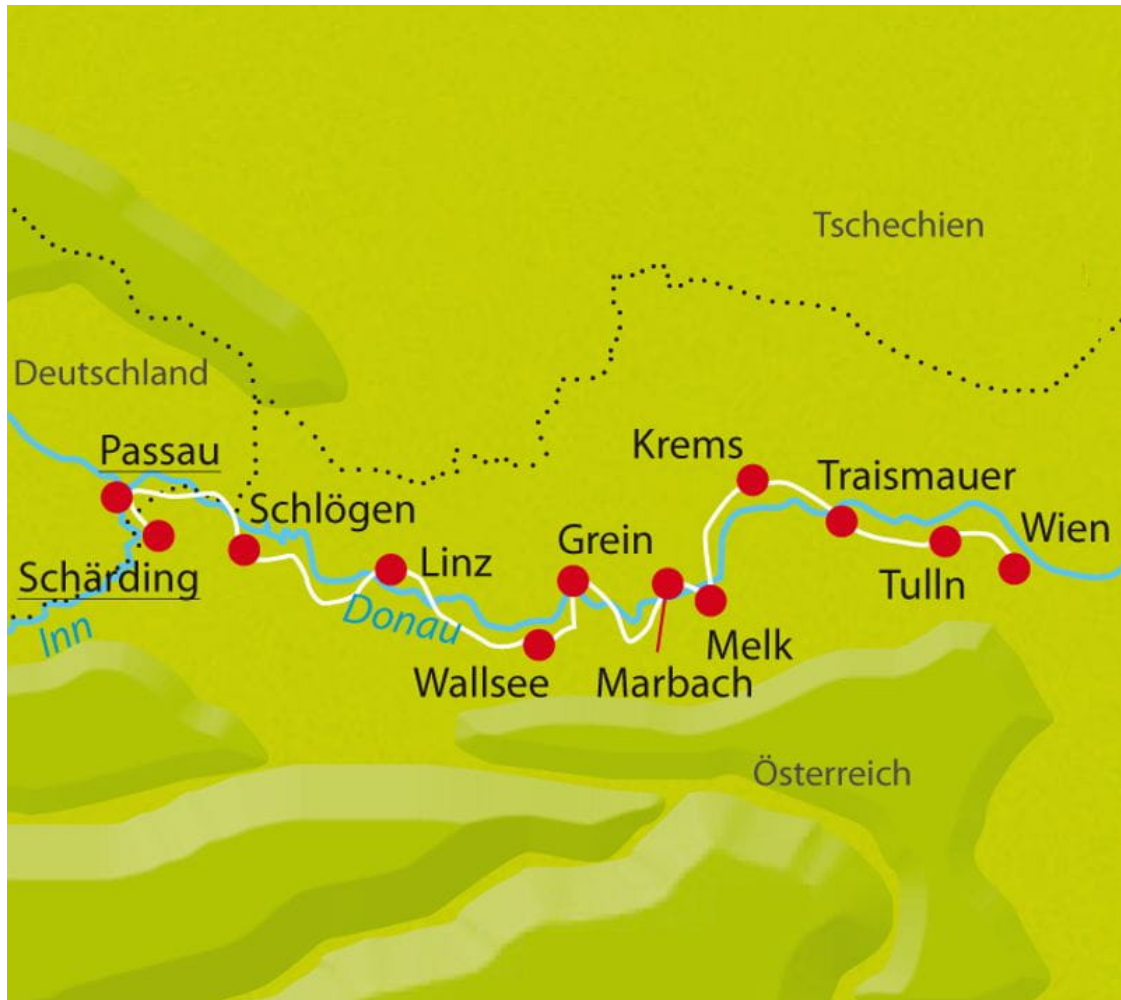 Tschechien
Deutschland
Passau
Krems
Traismauer
Schlögen
Wien
Grein
Linz
Schärding
Tulln
Donau
Inn
Melk
Wallsee
Marbach
Österreich